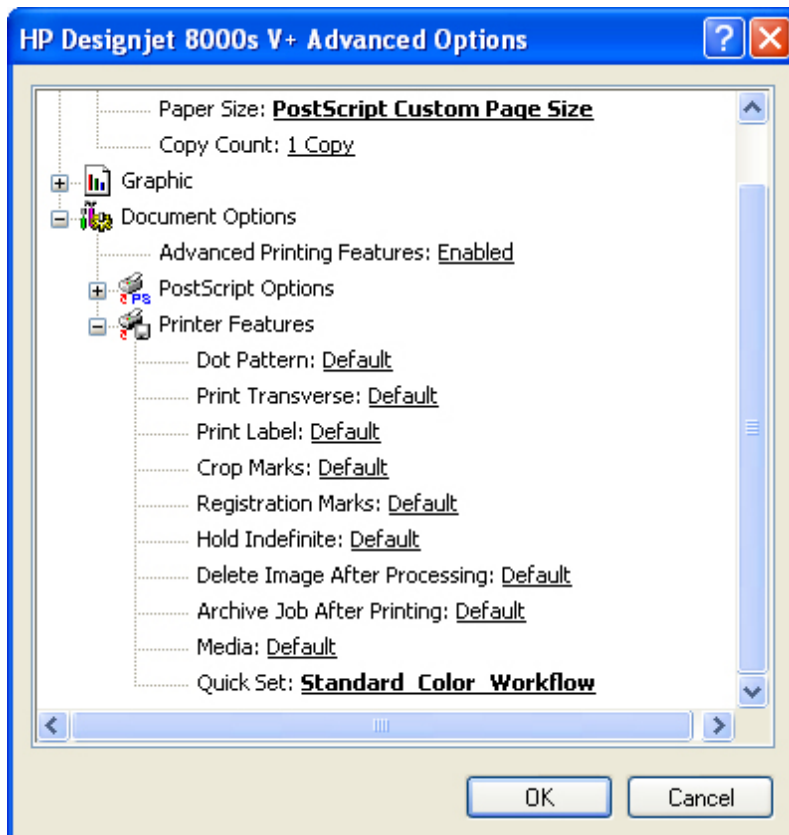 HP Designjet 8000s V+ Advanced Options
Paper Size: PostScript Custom Page Size
Copy Count: 1 Copy
Graphic
Document Options
Advanced Printing Features: Enabled
PostScript Options
Printer Features
Dot Pattern: Default
Print Transverse: Default
Print Label: Default
Crop Marks: Default
Registration Marks: Default
Hold Indefinite: Default
Delete Image After Processing: Default
Archive Job After Printing: Default
Media: Default
Quick Set: Standard_Color_Workflow
OK Cancel